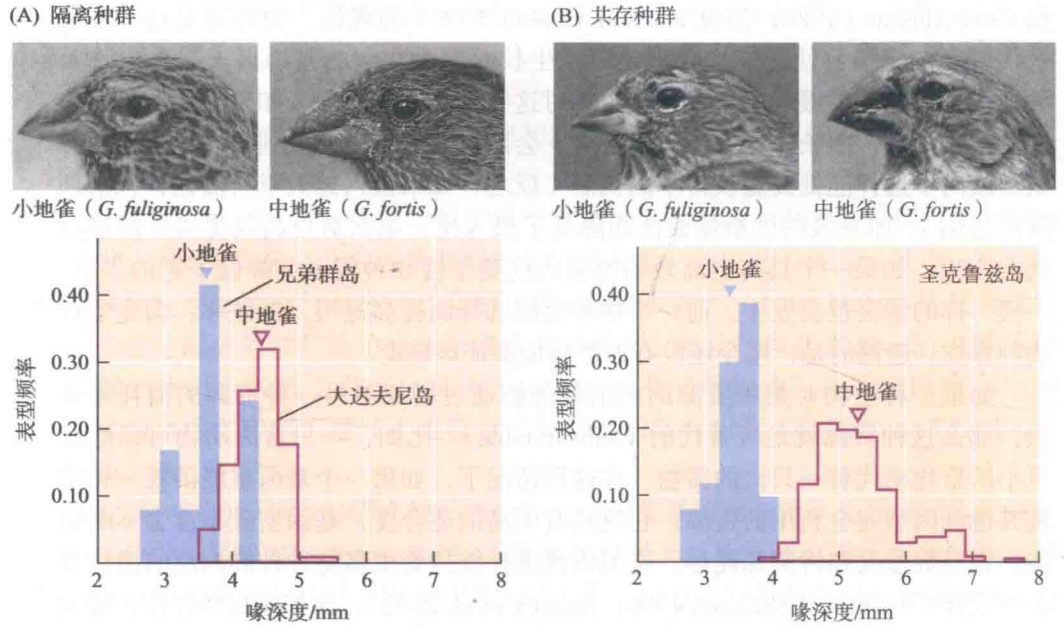 (A) 隔离种群
(B) 共存种群
小地雀（G. fuliginosa）
中地雀（G. fortis）
小地雀（G. fuliginosa）
中地雀（G. fortis）
小地雀
兄弟群岛
中地雀
大达夫尼岛
表型频率
0.40
0.30
0.20
0.10
2 3 4 5 6 7 8
喙深度/mm
小地雀
圣克鲁兹岛
中地雀
表型频率
0.40
0.30
0.20
0.10
2 3 4 5 6 7 8
喙深度/mm